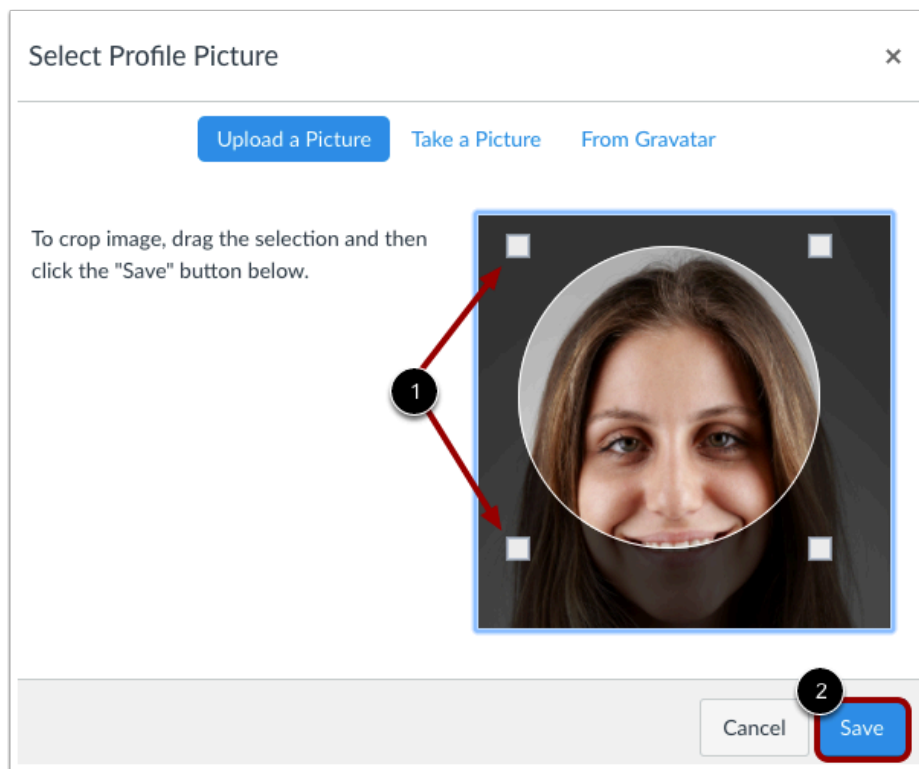 Select Profile Picture ×
Upload a Picture Take a Picture From Gravatar
To crop image, drag the selection and then
click the "Save" button below.
1
2
Cancel Save